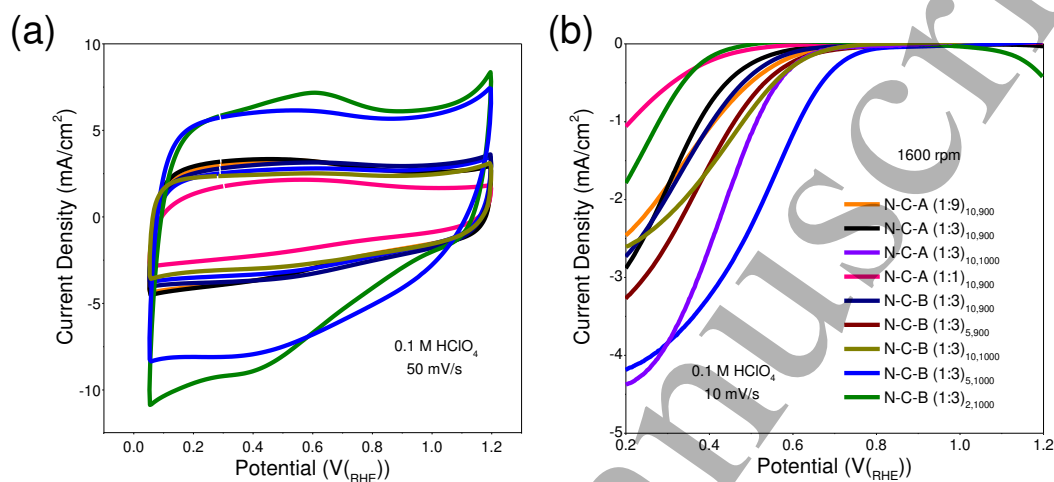 (a)
10
5
0
-5
-10
Current Density (mA/cm²)
0.0 0.2 0.4 0.6 0.8 1.0 1.2
Potential (V(RHE))
0.1 M HClO₄
50 mV/s
(b)
0
-1
-2
-3
-4
-5
Current Density (mA/cm²)
0.2 0.4 0.6 0.8 1.0 1.2
Potential (V(RHE))
1600 rpm
N-C-A (1:9)10,900
N-C-A (1:3)10,900
N-C-A (1:3)10,1000
N-C-A (1:1)10,900
N-C-B (1:3)10,900
N-C-B (1:3)5,900
N-C-B (1:3)10,1000
N-C-B (1:3)5,1000
N-C-B (1:3)2,1000
0.1 M HClO₄
10 mV/s
nuscr